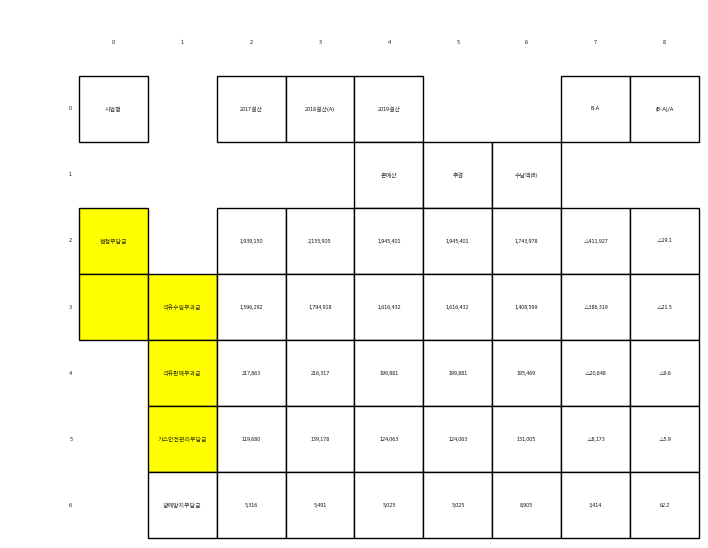 0 1 2 3 4 5 6 7 8
0 사업명 2017결산 2018결산(A) 2019결산 B-A (B-A)/A
1 본예산 추경 수납액(B)
2 법정부담금 1,939,150 2,155,905 1,945,401 1,945,401 1,743,978 △411,927 △19.1
3 석유수입부과금 1,596,292 1,794,918 1,616,432 1,616,432 1,408,599 △386,319 △21.5
4 석유판매부과금 217,863 216,317 199,881 199,881 195,469 △20,848 △9.6
5 가스안전관리부담금 119,680 139,178 124,063 124,063 131,005 △8,173 △5.9
6 광해방지부담금 5,316 5,491 5,025 5,025 8,905 3,414 62.2